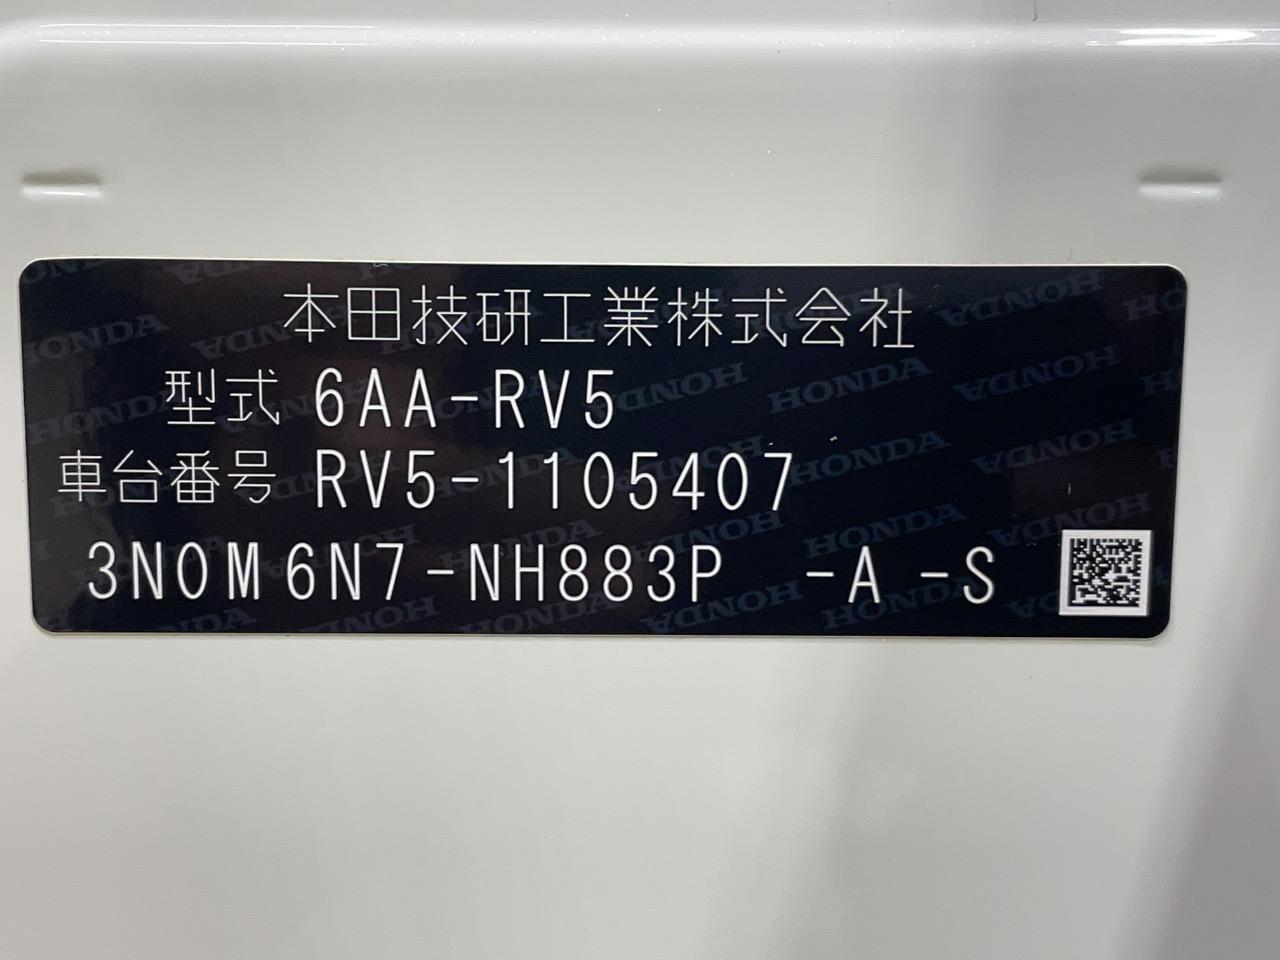 本田技研工業株式会社
型式 6AA-RV5
車台番号 RV5-1105407
3N0M6N7-NH883P -A -S